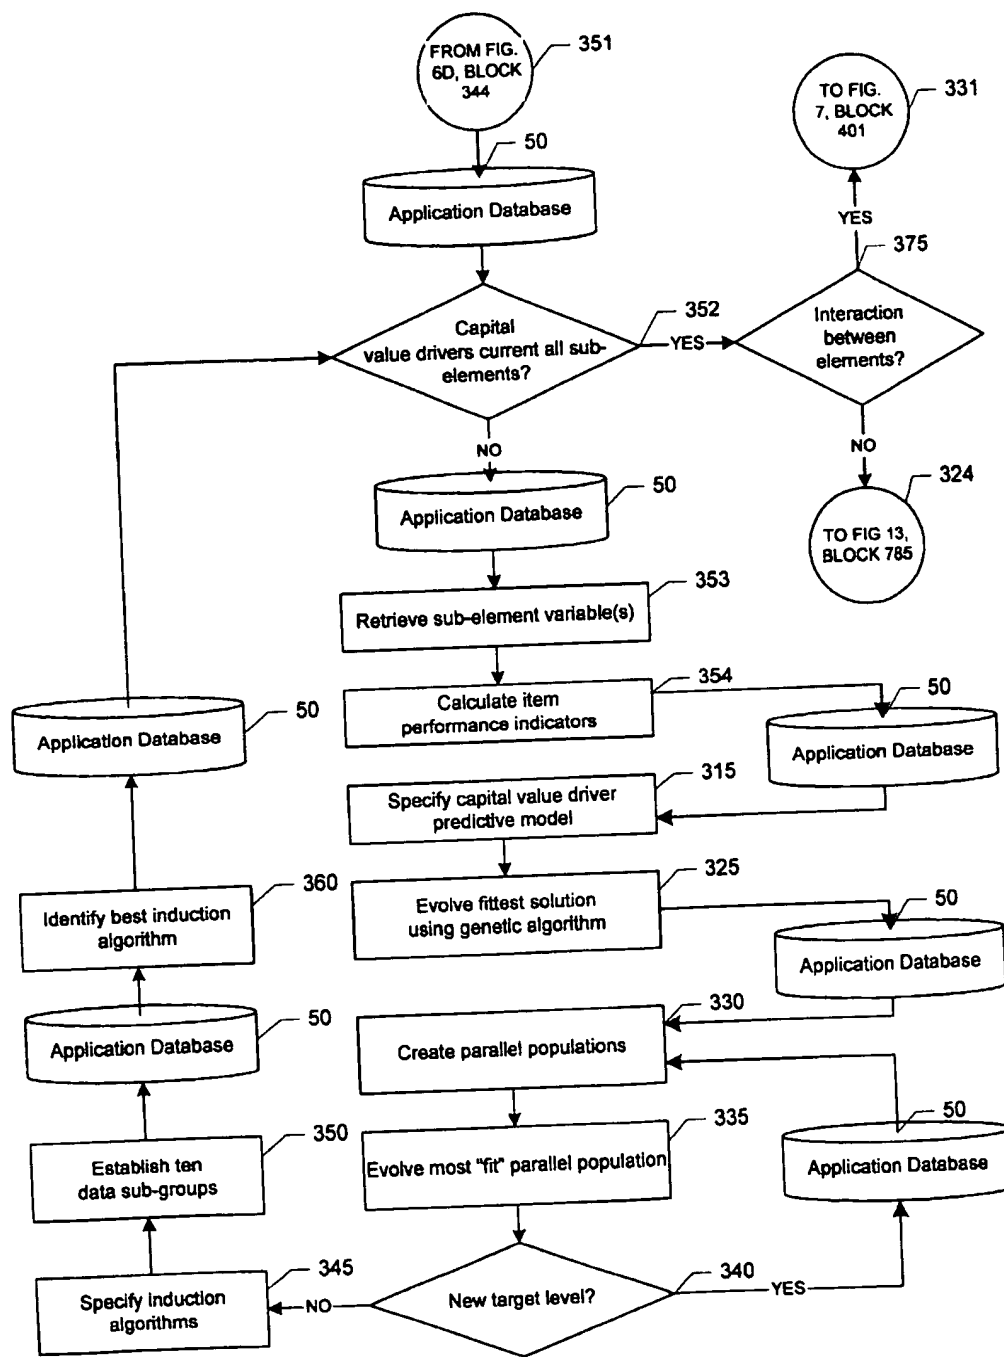 FROM FIG.
6D, BLOCK
344
351
TO FIG.
7, BLOCK
401
331
50
Application Database
YES
375
Capital
value drivers current all sub-
elements?
352
YES
Interaction
between
elements?
NO
NO
50
Application Database
324
TO FIG 13,
BLOCK 785
353
Retrieve sub-element variable(s)
354
Calculate item
performance indicators
50
Application Database
50
Application Database
315
Specify capital value driver
predictive model
360
Identify best induction
algorithm
325
Evolve fittest solution
using genetic algorithm
50
Application Database
50
Application Database
330
Create parallel populations
335
Evolve most "fit" parallel population
50
Application Database
350
Establish ten
data sub-groups
345
Specify induction
algorithms
NO
New target level?
340
YES